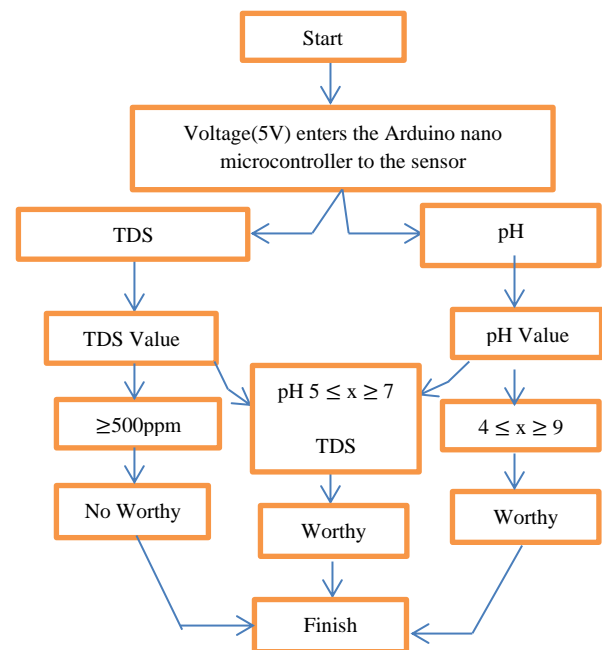 Start
Voltage(5V) enters the Arduino nano
microcontroller to the sensor
TDS
pH
TDS Value
pH Value
pH 5 ≤ x ≥ 7
TDS
≥500ppm
4 ≤ x ≥ 9
No Worthy
Worthy
Worthy
Finish